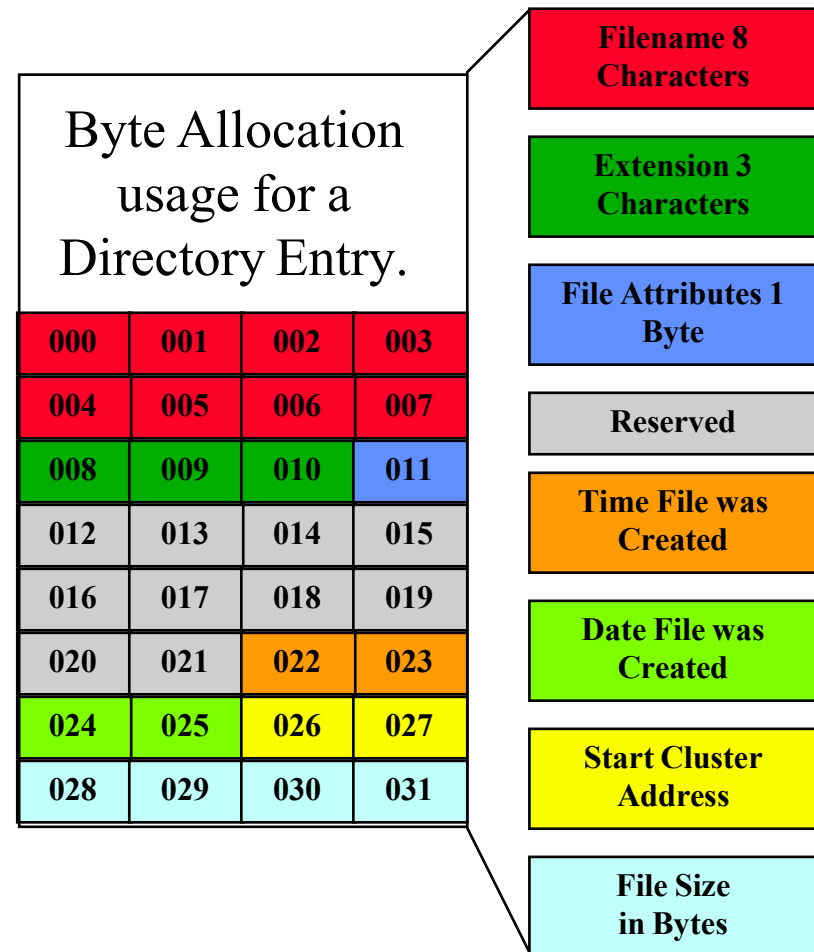 Byte Allocation
usage for a
Directory Entry.
000 001 002 003
004 005 006 007
008 009 010 011
012 013 014 015
016 017 018 019
020 021 022 023
024 025 026 027
028 029 030 031
Filename 8
Characters
Extension 3
Characters
File Attributes 1
Byte
Reserved
Time File was
Created
Date File was
Created
Start Cluster
Address
File Size
in Bytes